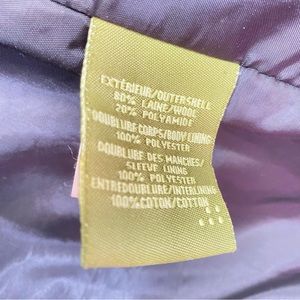 EXTÉRIEUR/OUTERSHELL
80% LAINE/WOOL
20% POLYAMIDE
DOUBLURE CORPS/BODY LINING
100% POLYESTER
DOUBLURE DES MANCHES/
SLEEVE LINING
100% POLYESTER
ENTREDOUBLURE/INTERLINING
100%COTON/COTTON